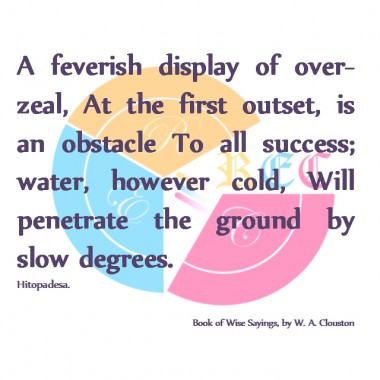 A feverish display of over-
zeal, At the first outset, is
an obstacle To all success;
water, however cold, Will
penetrate the ground by
slow degrees.
Hitopadesa.
Book of Wise Sayings, by W. A. Clouston